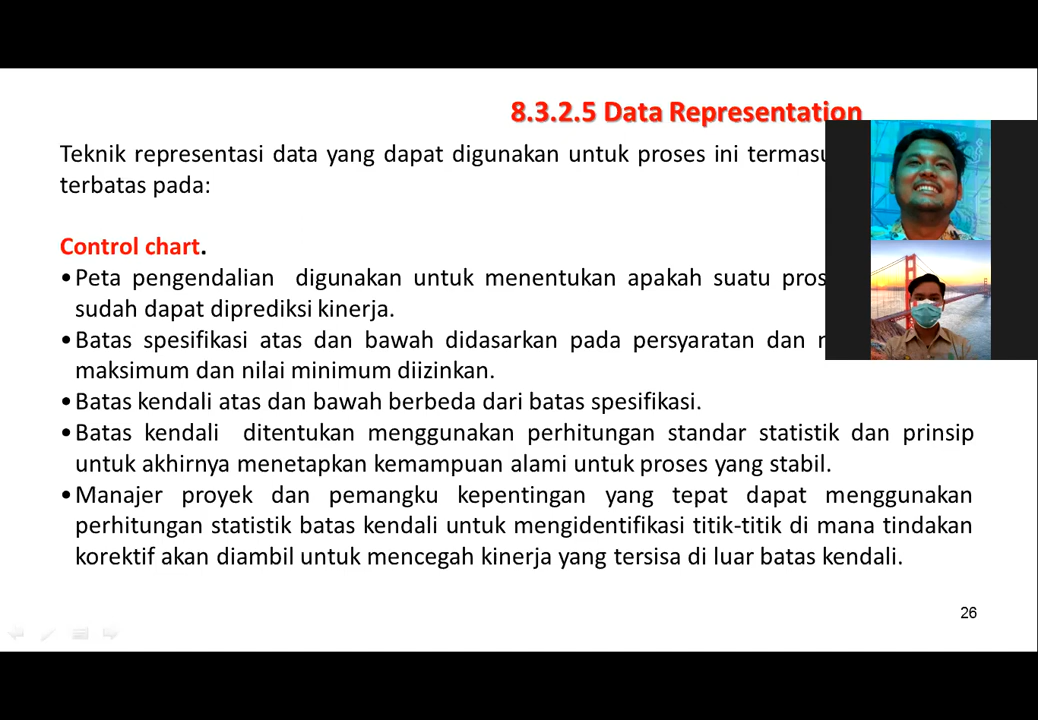 8.3.2.5 Data Representation
Teknik representasi data yang dapat digunakan untuk proses ini
terbatas pada:
Control chart.
•Peta pengendalian digunakan untuk menentukan apakah suatu
sudah dapat diprediksi kinerja.
•Batas spesifikasi atas dan bawah didasarkan pada persyaratan dan
maksimum dan nilai minimum diizinkan.
•Batas kendali atas dan bawah berbeda dari batas spesifikasi.
•Batas kendali ditentukan menggunakan perhitungan standar statistik dan prinsip
untuk akhirnya menetapkan kemampuan alami untuk proses yang stabil.
•Manajer proyek dan pemangku kepentingan yang tepat dapat menggunakan
perhitungan statistik batas kendali untuk mengidentifikasi titik-titik di mana tindakan
korektif akan diambil untuk mencegah kinerja yang tersisa di luar batas kendali.
26